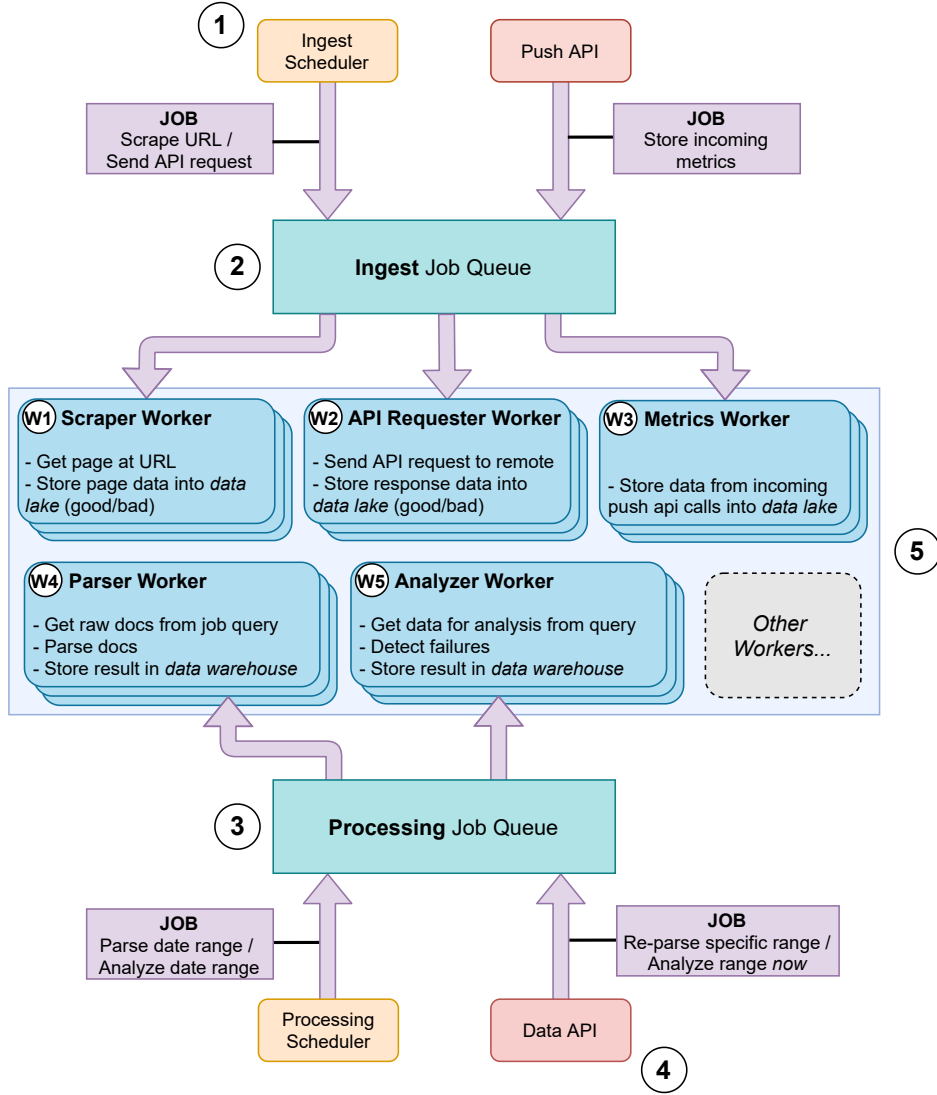 1
Ingest
Scheduler
Push API
JOB
Scrape URL /
Send API request
JOB
Store incoming
metrics
2
Ingest Job Queue
W1 Scraper Worker
- Get page at URL
- Store page data into data
lake (good/bad)
W2 API Requester Worker
- Send API request to remote
- Store response data into
data lake (good/bad)
W3 Metrics Worker
- Store data from incoming
push api calls into data lake
5
W4 Parser Worker
- Get raw docs from job query
- Parse docs
- Store result in data warehouse
W5 Analyzer Worker
- Get data for analysis from query
- Detect failures
- Store result in data warehouse
Other
Workers...
3
Processing Job Queue
JOB
Parse date range /
Analyze date range
JOB
Re-parse specific range /
Analyze range now
Processing
Scheduler
Data API
4